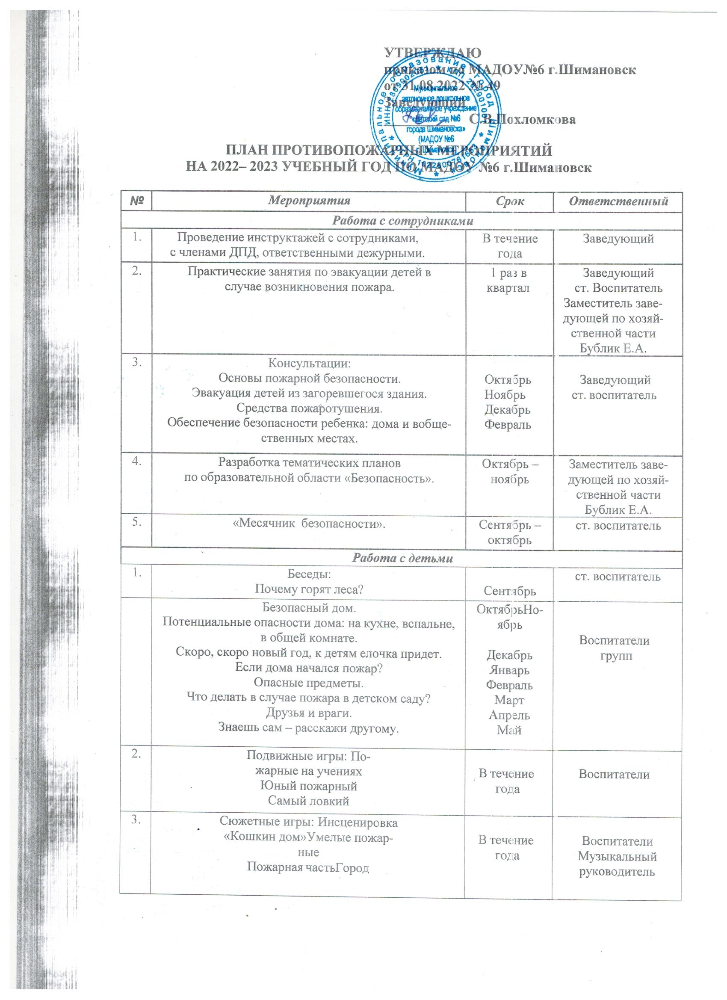 УТВЕРЖДАЮ
приказом по МАДОУ№6 г.Шимановск
от 31.08.2022 № 49
Заведующий
С.В.Похломкова
Муниципальное
автономное дошкольное
образовательное учреждение
«Детский сад №6
города Шимановска»
(МАДОУ №6
г. Шимановск)
ПЛАН ПРОТИВОПОЖАРНЫХ МЕРОПРИЯТИЙ
НА 2022– 2023 УЧЕБНЫЙ ГОД ПО МАДОУ №6 г.Шимановск
№ Мероприятия Срок Ответственный
Работа с сотрудниками
1. Проведение инструктажей с сотрудниками, В течение Заведующий
с членами ДПД, ответственными дежурными. года
2. Практические занятия по эвакуации детей в 1 раз в Заведующий
случае возникновения пожара. квартал ст. Воспитатель
Заместитель заве-
дующей по хозяй-
ственной части
Бублик Е.А.
3. Консультации:
Основы пожарной безопасности. Октябрь Заведующий
Эвакуация детей из загоревшегося здания. Ноябрь ст. воспитатель
Средства пожаротушения. Декабрь
Обеспечение безопасности ребенка: дома и вобще- Февраль
ственных местах.
4. Разработка тематических планов Октябрь – Заместитель заве-
по образовательной области «Безопасность». ноябрь дующей по хозяй-
ственной части
Бублик Е.А.
5. «Месячник безопасности». Сентябрь – ст. воспитатель
октябрь
Работа с детьми
1. Беседы: ст. воспитатель
Почему горят леса? Сентябрь
Безопасный дом. ОктябрьНо-
Потенциальные опасности дома: на кухне, вспальне, ябрь
в общей комнате. Воспитатели
Скоро, скоро новый год, к детям елочка придет. Декабрь групп
Если дома начался пожар? Январь
Опасные предметы. Февраль
Что делать в случае пожара в детском саду? Март
Друзья и враги. Апрель
Знаешь сам – расскажи другому. Май
2. Подвижные игры: По-
жарные на учениях В течение Воспитатели
Юный пожарный года
Самый ловкий
3. Сюжетные игры: Инсценировка
«Кошкин дом»Умелые пожар- В течение Воспитатели
ные года Музыкальный
Пожарная частьГород руководитель